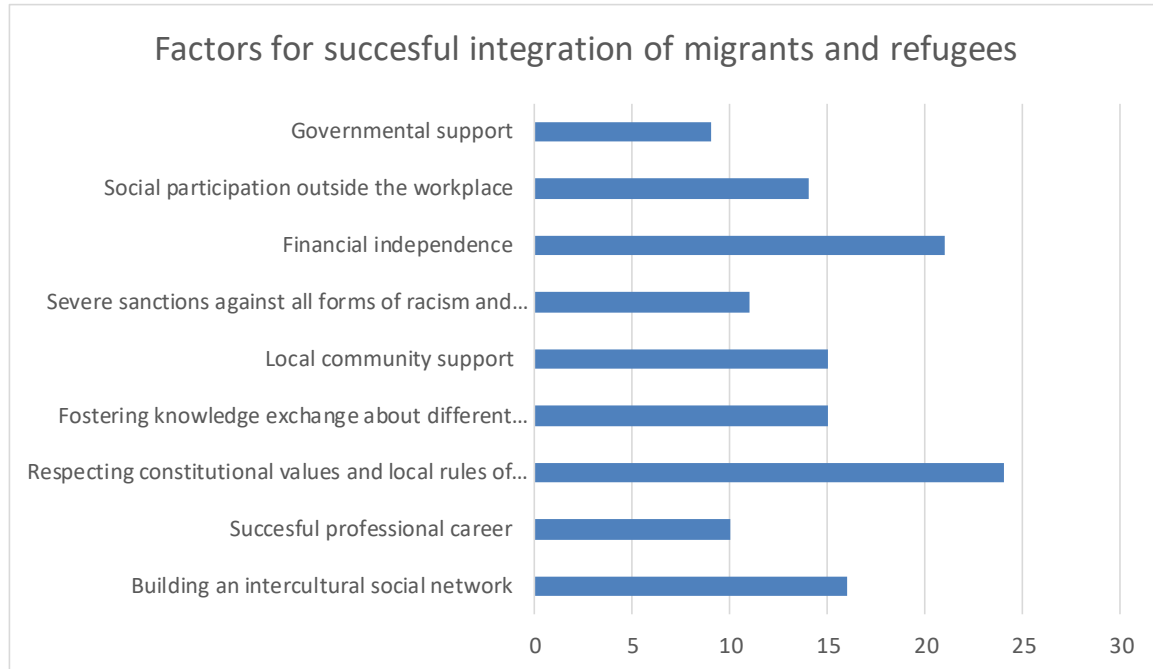 Factors for succesful integration of migrants and refugees
Governmental support
Social participation outside the workplace
Financial independence
Severe sanctions against all forms of racism and...
Local community support
Fostering knowledge exchange about different...
Respecting constitutional values and local rules of...
Succesful professional career
Building an intercultural social network
0 5 10 15 20 25 30